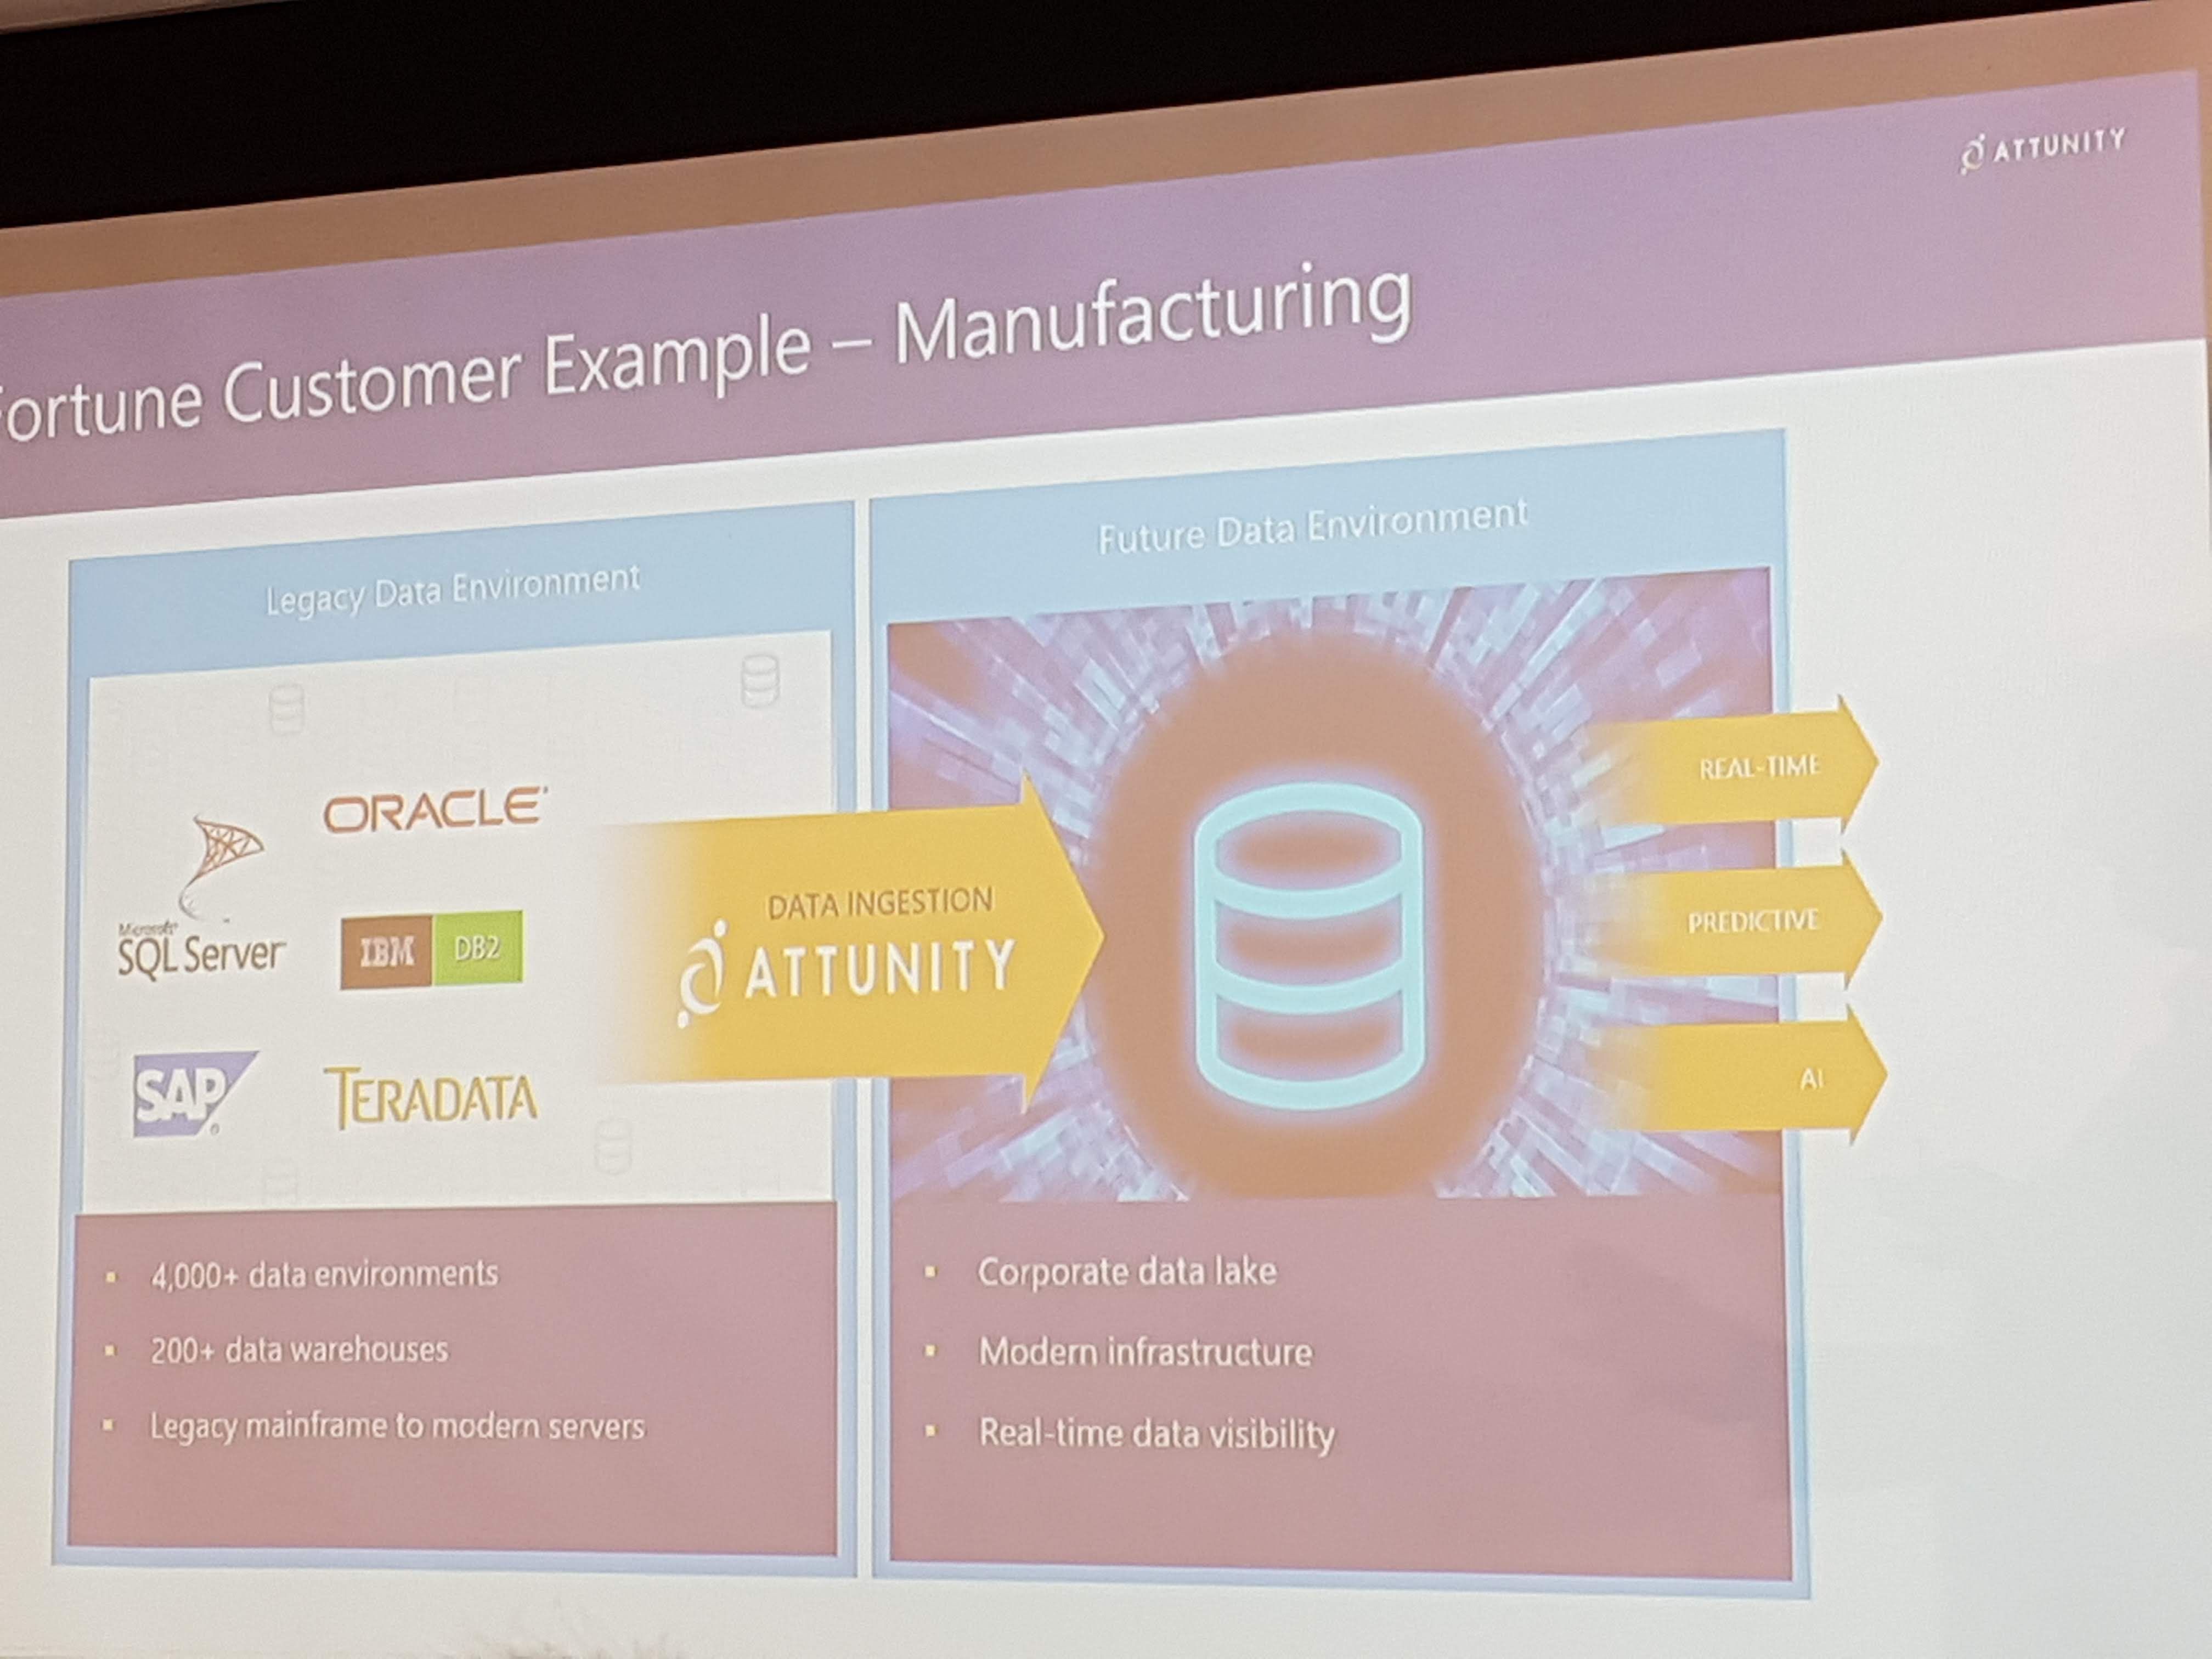 ATTUNITY
Fortune Customer Example – Manufacturing
Legacy Data Environment
Microsoft®
SQL Server
ORACLE®
IBM DB2
SAP®
TERADATA
DATA INGESTION
ATTUNITY
4,000+ data environments
200+ data warehouses
Legacy mainframe to modern servers
Future Data Environment
REAL-TIME
PREDICTIVE
AI
Corporate data lake
Modern infrastructure
Real-time data visibility